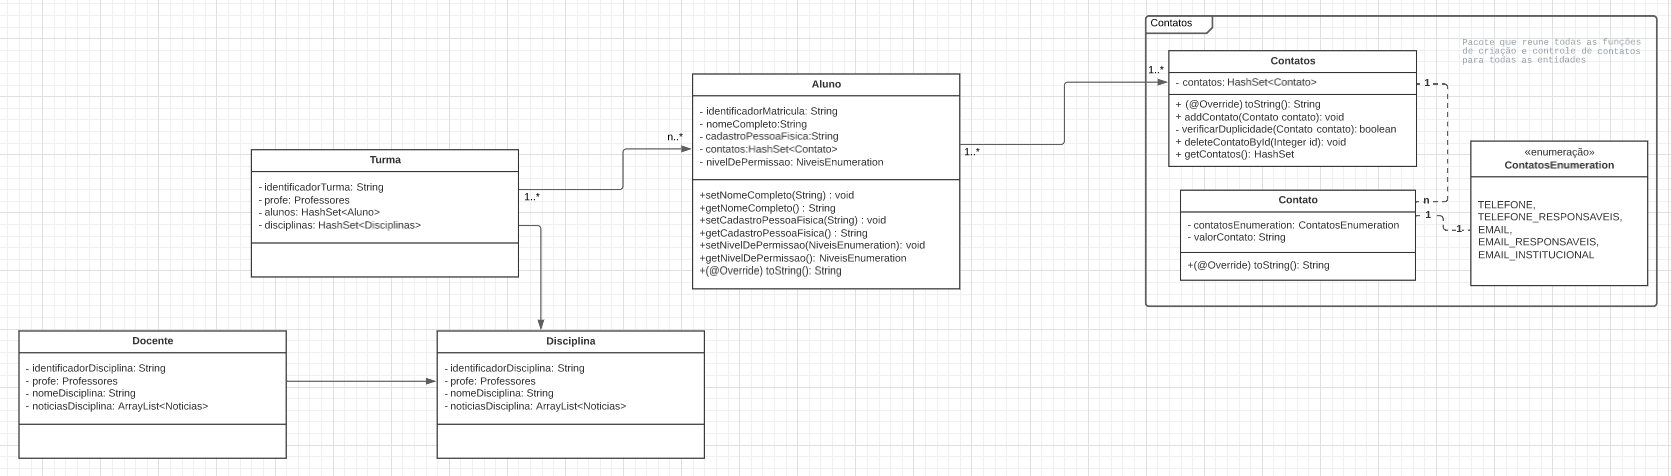 Contatos
Pacote que reune todas as funções
de criação e controle de contatos
para todas as entidades
Contatos
- contatos: HashSet<Contato>
+ (@Override) toString(): String
+ addContato(Contato contato): void
- verificarDuplicidade(Contato contato): boolean
+ deleteContatoById(Integer id): void
+ getContatos(): HashSet
1..*
1
Aluno
- identificadorMatricula: String
- nomeCompleto:String
- cadastroPessoaFisica:String
- contatos:HashSet<Contato>
- nivelDePermissao: NiveisEnumeration
+setNomeCompleto(String) : void
+getNomeCompleto() : String
+setCadastroPessoaFisica(String) : void
+getCadastroPessoaFisica() : String
+setNivelDePermissao(NiveisEnumeration): void
+getNivelDePermissao(): NiveisEnumeration
+(@Override) toString(): String
n..*
1..*
Turma
- identificadorTurma: String
- profe: Professores
- alunos: HashSet<Aluno>
- disciplinas: HashSet<Disciplinas>
1..*
Contato
- contatosEnumeration: ContatosEnumeration
- valorContato: String
+(@Override) toString(): String
n
1
1
«enumeração»
ContatosEnumeration
TELEFONE,
TELEFONE_RESPONSAVEIS,
EMAIL,
EMAIL_RESPONSAVEIS,
EMAIL_INSTITUCIONAL
Docente
- identificadorDisciplina: String
- profe: Professores
- nomeDisciplina: String
- noticiasDisciplina: ArrayList<Noticias>
Disciplina
- identificadorDisciplina: String
- profe: Professores
- nomeDisciplina: String
- noticiasDisciplina: ArrayList<Noticias>